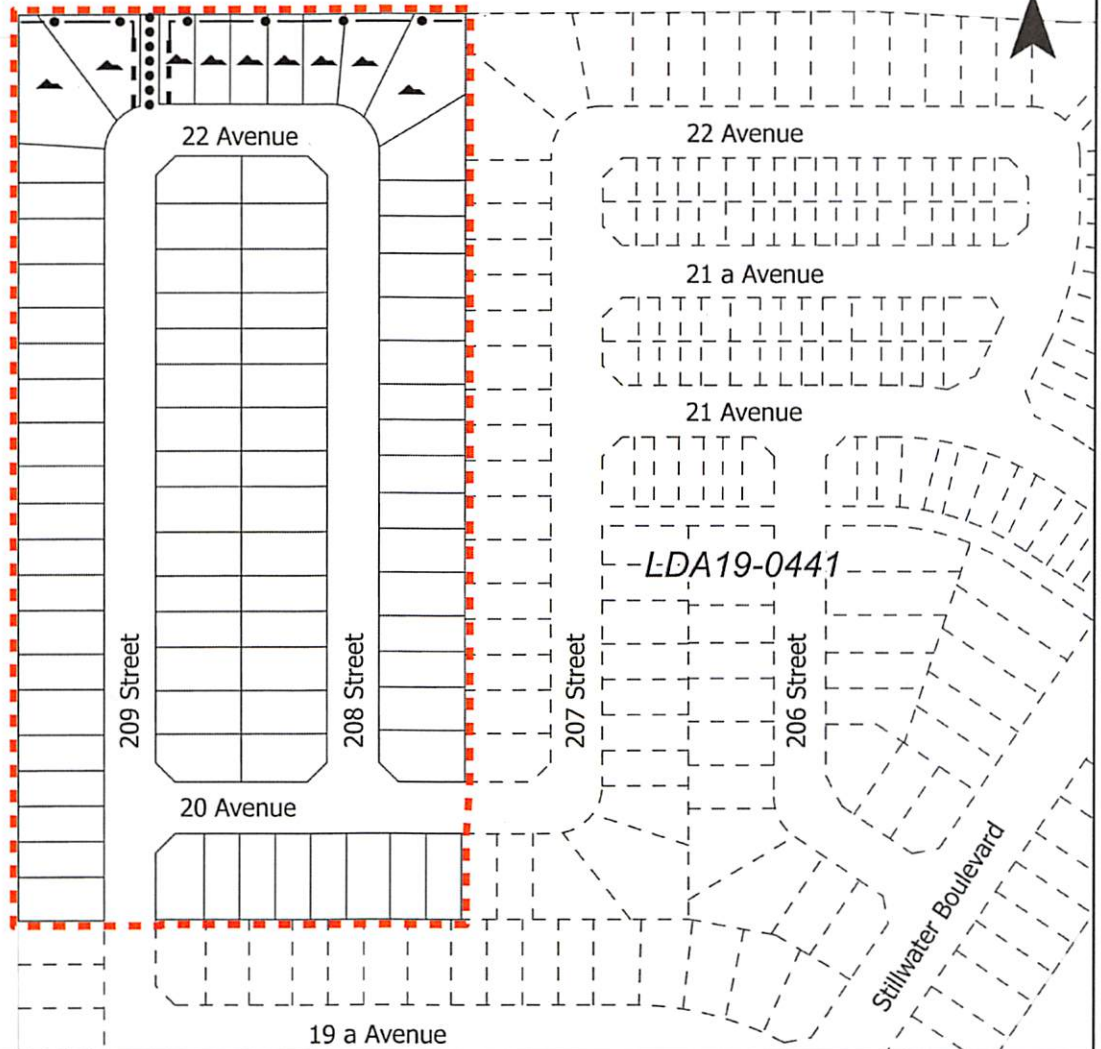 22 Avenue
22 Avenue
21 a Avenue
21 Avenue
LDA19-0441
209 Street
208 Street
207 Street
206 Street
20 Avenue
Stillwater Boulevard
19 a Avenue